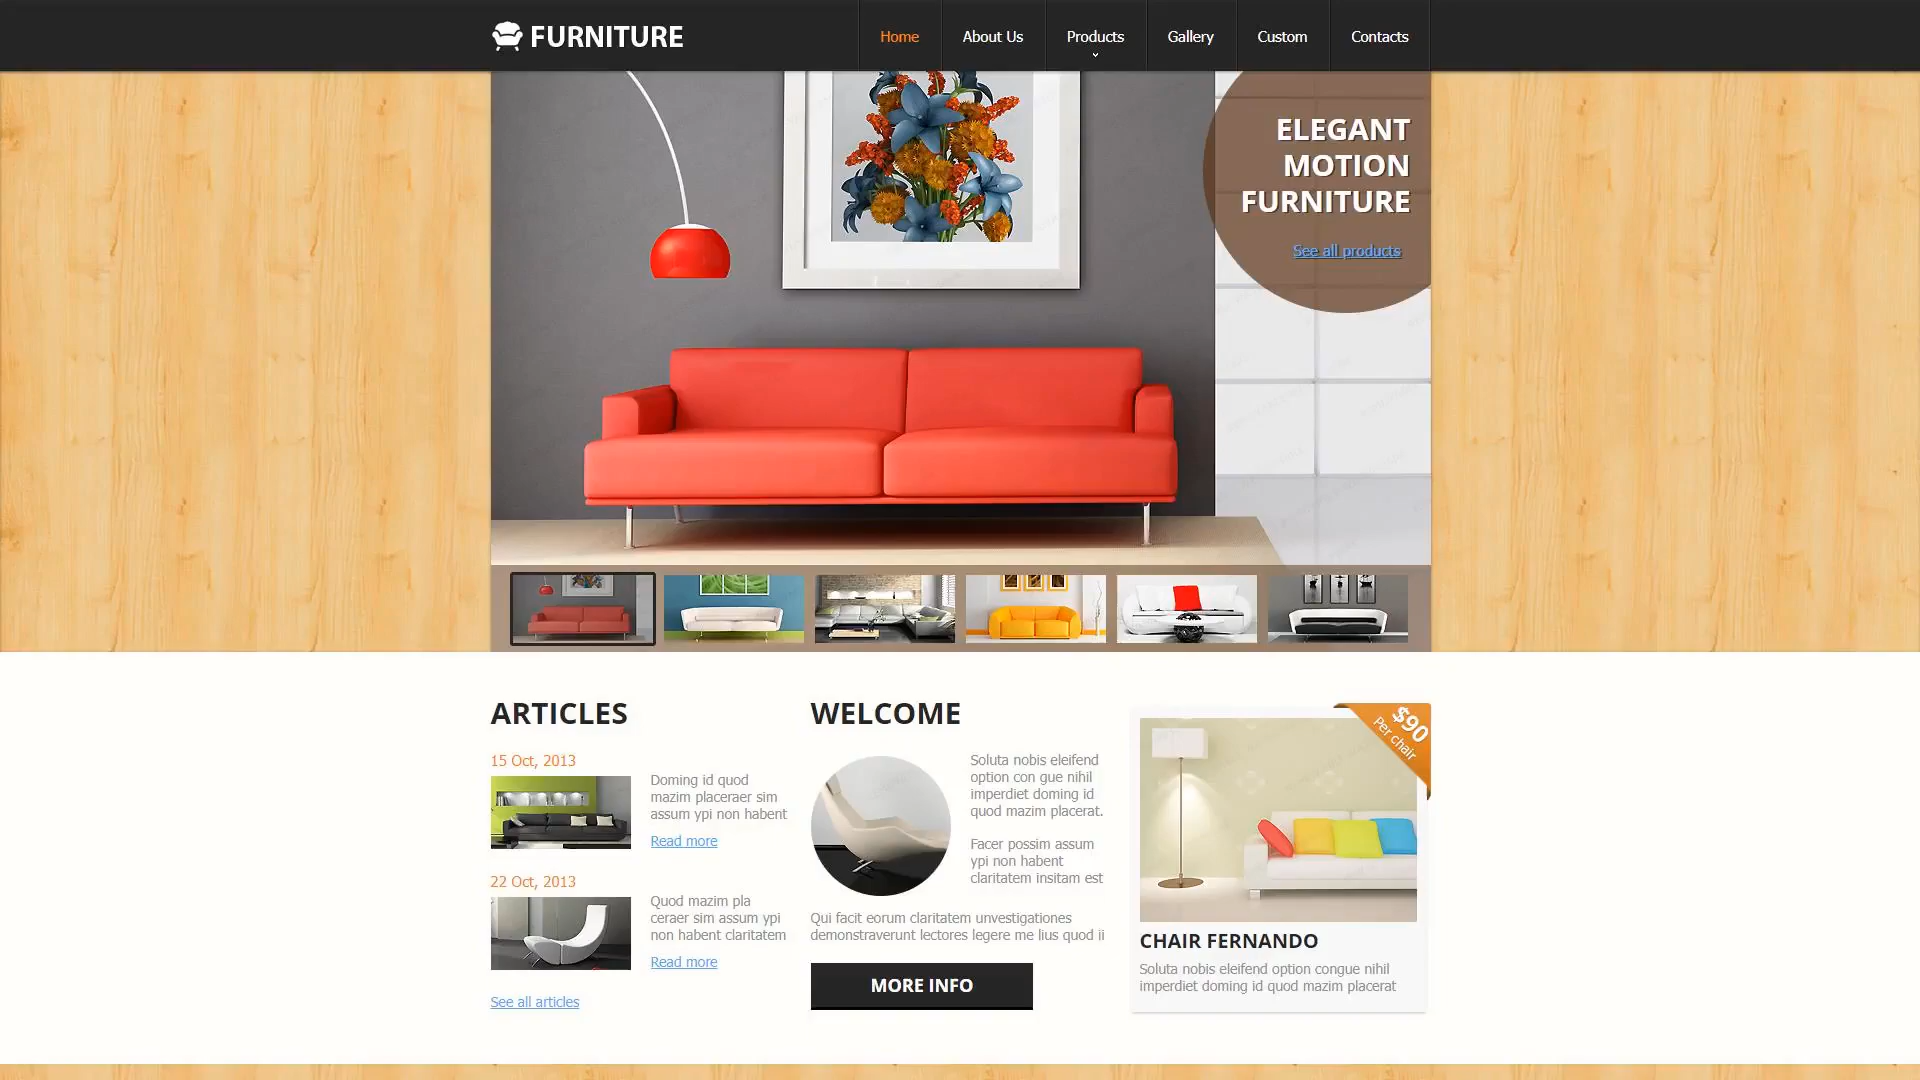 FURNITURE
Home
About Us
Products
Gallery
Custom
Contacts
ELEGANT
MOTION
FURNITURE
See all products
ARTICLES
15 Oct, 2013
Doming id quod
mazim placeraer sim
assum ypi non habent
Read more
22 Oct, 2013
Quod mazim pla
ceraer sim assum ypi
non habent claritatem
Read more
See all articles
WELCOME
Soluta nobis eleifend
option con gue nihil
imperdiet doming id
quod mazim placerat.
Facer possim assum
ypi non habent
claritatem insitam est
Qui facit eorum claritatem unvestigationes
demonstraverunt lectores legere me lius quod ii
MORE INFO
$90
Per chair
CHAIR FERNANDO
Soluta nobis eleifend option congue nihil
imperdiet doming id quod mazim placerat